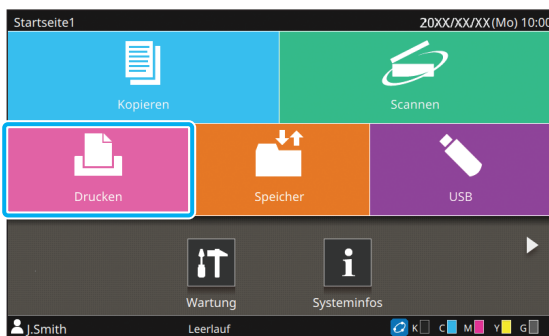 Startseite1 20XX/XX/XX(Mo) 10:00
Kopieren Scannen
Drucken Speicher USB
Wartung Systeminfos
J.Smith Leerlauf K C M Y G